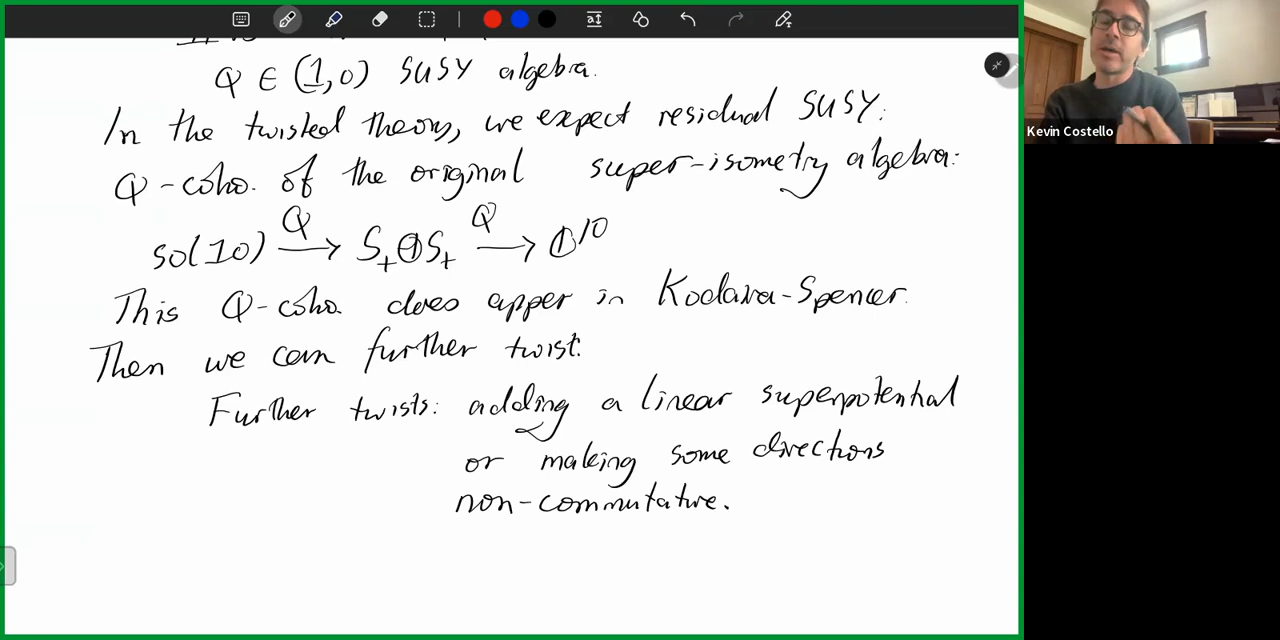 Q ∈ (1,0) SUSY algebra.
In the twisted theory, we expect residual SUSY:
Q-coho. of the original super-isometry algebra:
so(10) →^Q S₊⊕S₊ →^Q ℂ¹⁰
This Q-coho. does apper in Kodaira-Spencer.
Then we can further twist:
Further twists: adding a linear superpotential
or making some directions
non-commutative.
Kevin Costello